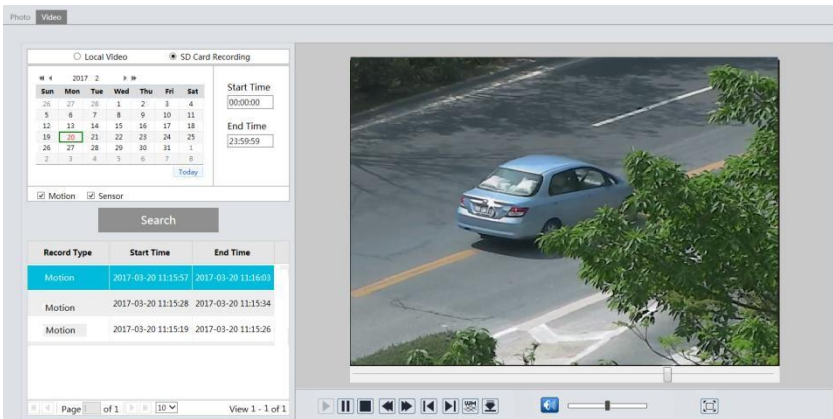 Photo Video
Local Video SD Card Recording
2017 2
Sun Mon Tue Wed Thu Fri Sat
26 27 28 1 2 3 4
5 6 7 8 9 10 11
12 13 14 15 16 17 18
19 20 21 22 23 24 25
26 27 28 29 30 31 1
2 3 4 5 6 7 8
Today
Start Time
00:00:00
End Time
23:59:59
Motion Sensor
Search
Record Type Start Time End Time
Motion 2017-03-20 11:15:57 2017-03-20 11:16:03
Motion 2017-03-20 11:15:28 2017-03-20 11:15:34
Motion 2017-03-20 11:15:19 2017-03-20 11:15:26
Page of 1 10 View 1 - 1 of 1
WM